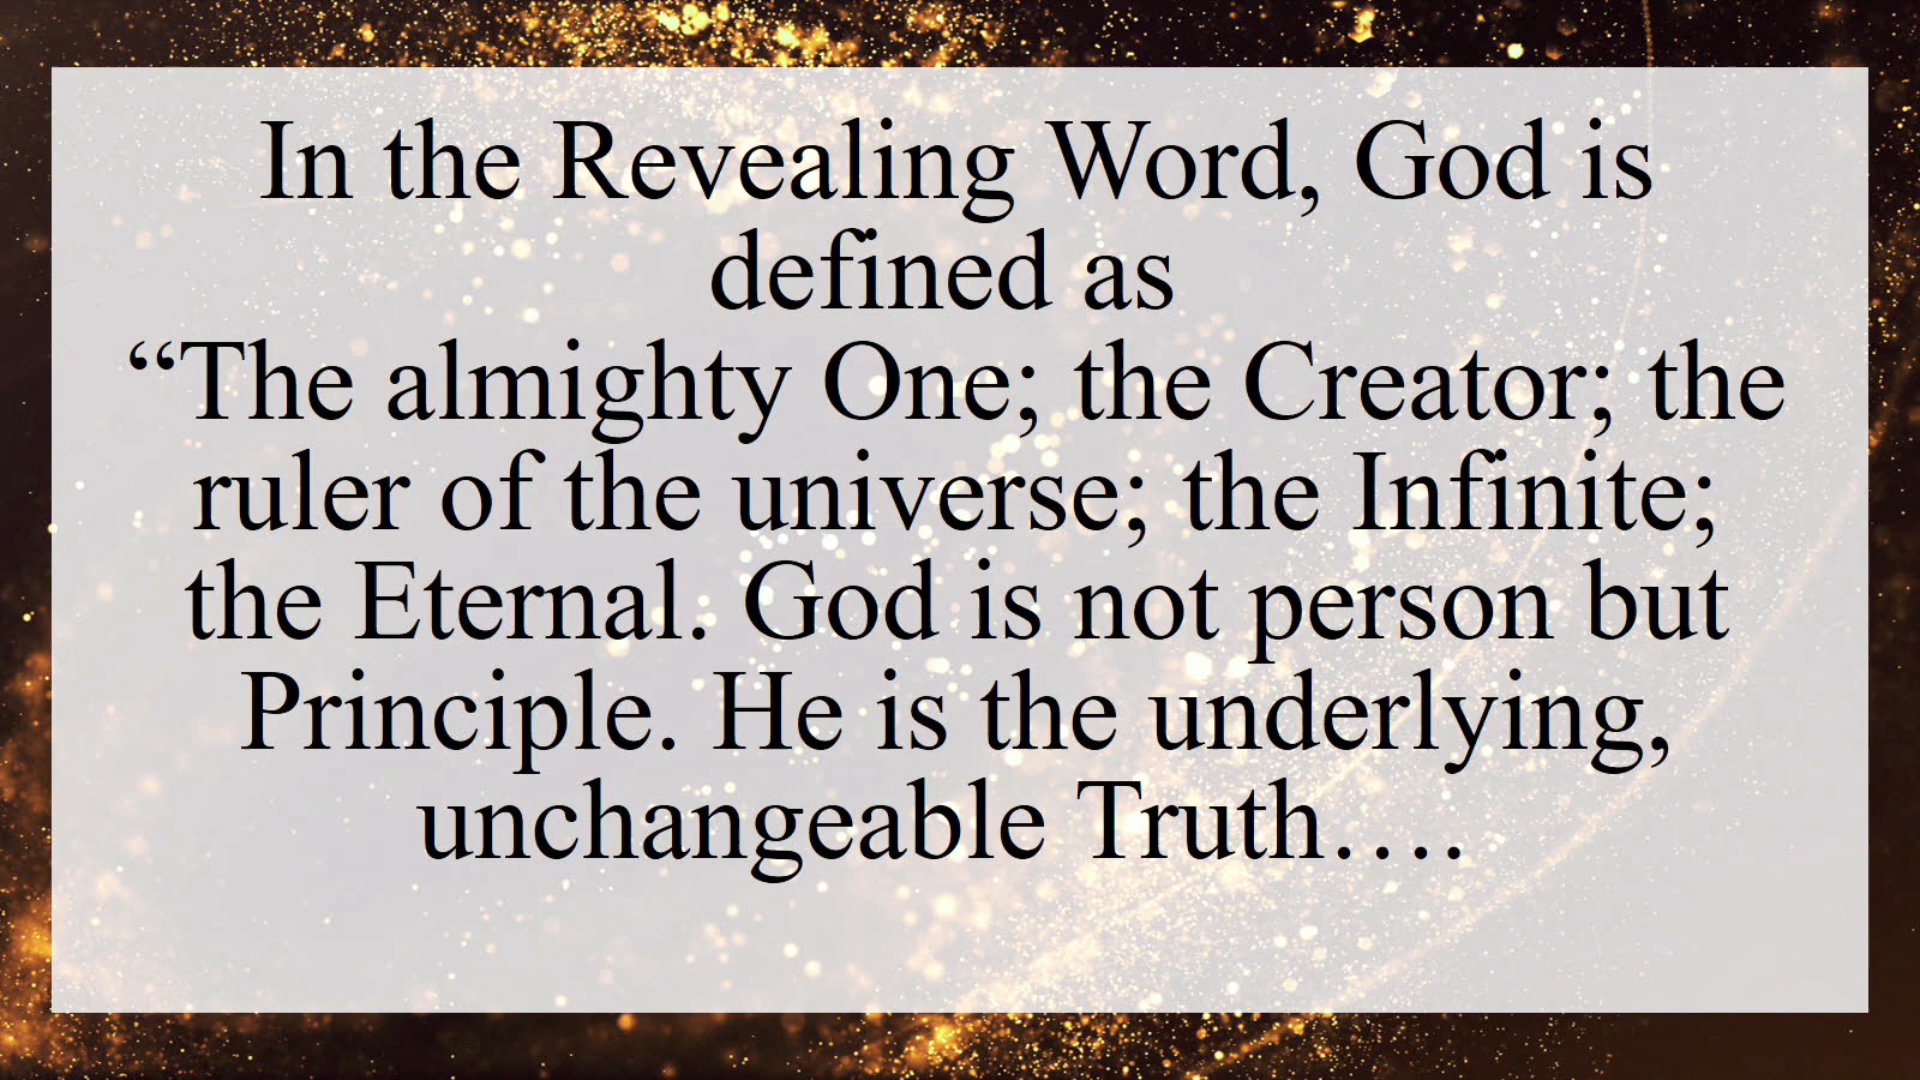 In the Revealing Word, God is
defined as
“The almighty One; the Creator; the
ruler of the universe; the Infinite;
the Eternal. God is not person but
Principle. He is the underlying,
unchangeable Truth….